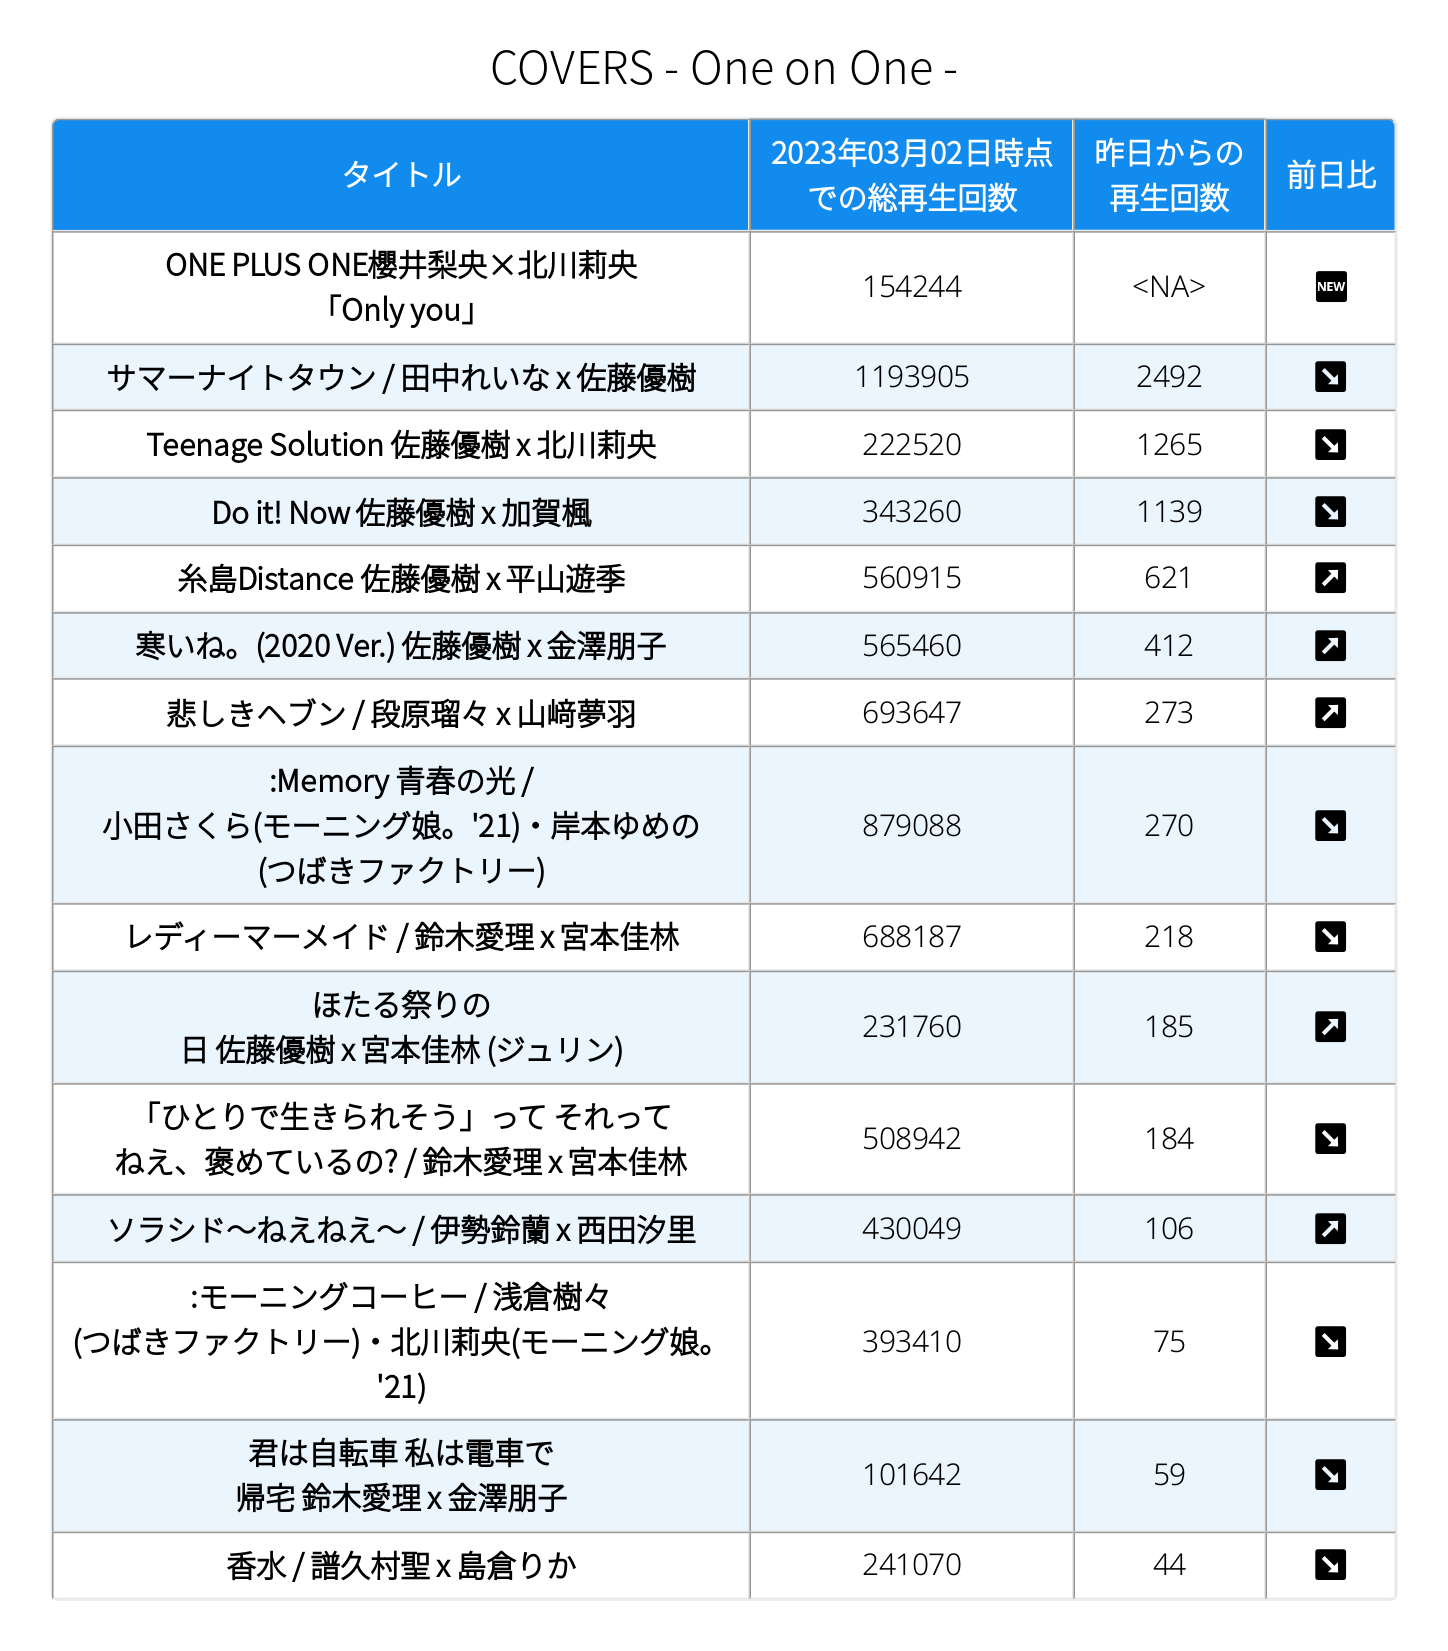 COVERS - One on One -
タイトル
2023年03月02日時点
での総再生回数
昨日からの
再生回数
前日比
ONE PLUS ONE櫻井梨央×北川莉央
「Only you」
154244
<NA>
NEW
サマーナイトタウン / 田中れいな x 佐藤優樹
1193905
2492
Teenage Solution 佐藤優樹 x 北川莉央
222520
1265
Do it! Now 佐藤優樹 x 加賀楓
343260
1139
糸島Distance 佐藤優樹 x 平山遊季
560915
621
寒いね。(2020 Ver.) 佐藤優樹 x 金澤朋子
565460
412
悲しきヘブン / 段原瑠々 x 山﨑夢羽
693647
273
:Memory 青春の光 /
小田さくら(モーニング娘。'21)・岸本ゆめの
(つばきファクトリー)
879088
270
レディーマーメイド / 鈴木愛理 x 宮本佳林
688187
218
ほたる祭りの
日 佐藤優樹 x 宮本佳林 (ジュリン)
231760
185
「ひとりで生きられそう」って それって
ねえ、褒めているの? / 鈴木愛理 x 宮本佳林
508942
184
ソラシド〜ねえねえ〜 / 伊勢鈴蘭 x 西田汐里
430049
106
:モーニングコーヒー / 浅倉樹々
(つばきファクトリー)・北川莉央(モーニング娘。
'21)
393410
75
君は自転車 私は電車で
帰宅 鈴木愛理 x 金澤朋子
101642
59
香水 / 譜久村聖 x 島倉りか
241070
44